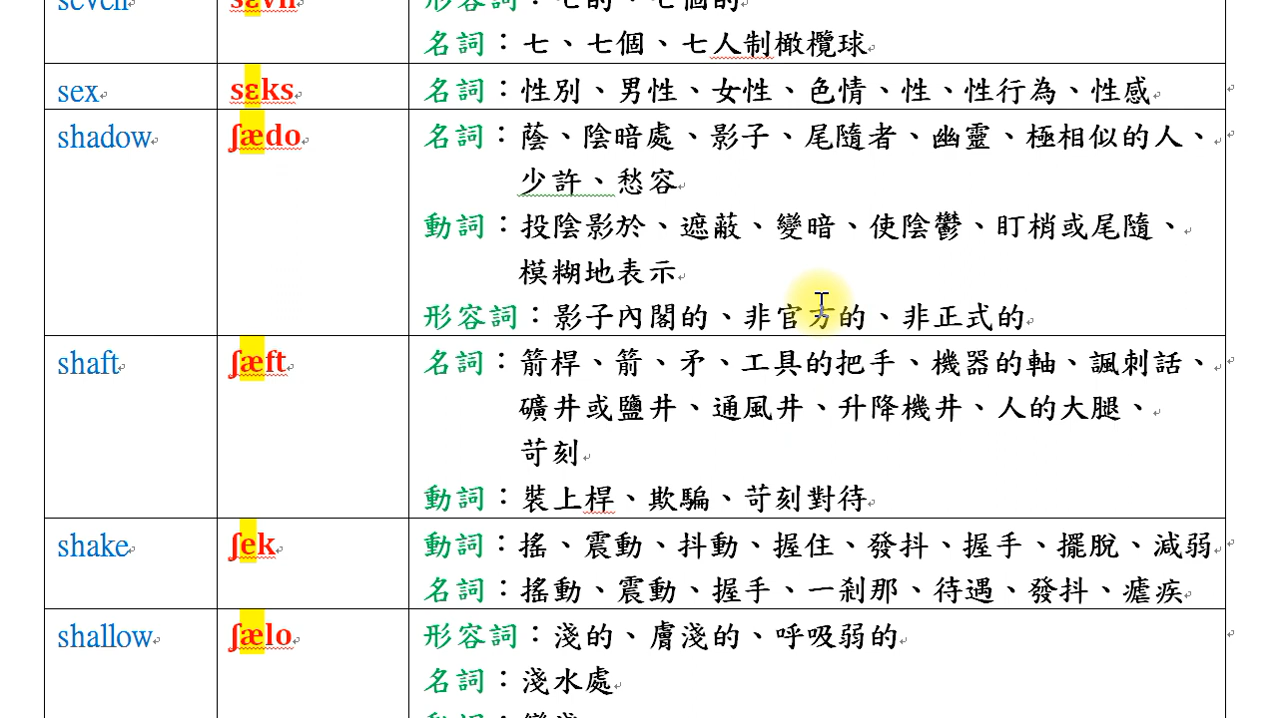 seven sɛvn 形容詞：七的、七個的
名詞：七、七個、七人制橄欖球
sex sɛks 名詞：性別、男性、女性、色情、性、性行為、性感
shadow ʃædo 名詞：蔭、陰暗處、影子、尾隨者、幽靈、極相似的人、
少許、愁容
動詞：投陰影於、遮蔽、變暗、使陰鬱、盯梢或尾隨、
模糊地表示
形容詞：影子內閣的、非官方的、非正式的
shaft ʃæft 名詞：箭桿、箭、矛、工具的把手、機器的軸、諷刺話、
礦井或鹽井、通風井、升降機井、人的大腿、
苛刻
動詞：裝上桿、欺騙、苛刻對待
shake ʃek 動詞：搖、震動、抖動、握住、發抖、握手、擺脫、減弱
名詞：搖動、震動、握手、一剎那、待遇、發抖、瘧疾
shallow ʃælo 形容詞：淺的、膚淺的、呼吸弱的
名詞：淺水處
動詞：變淺